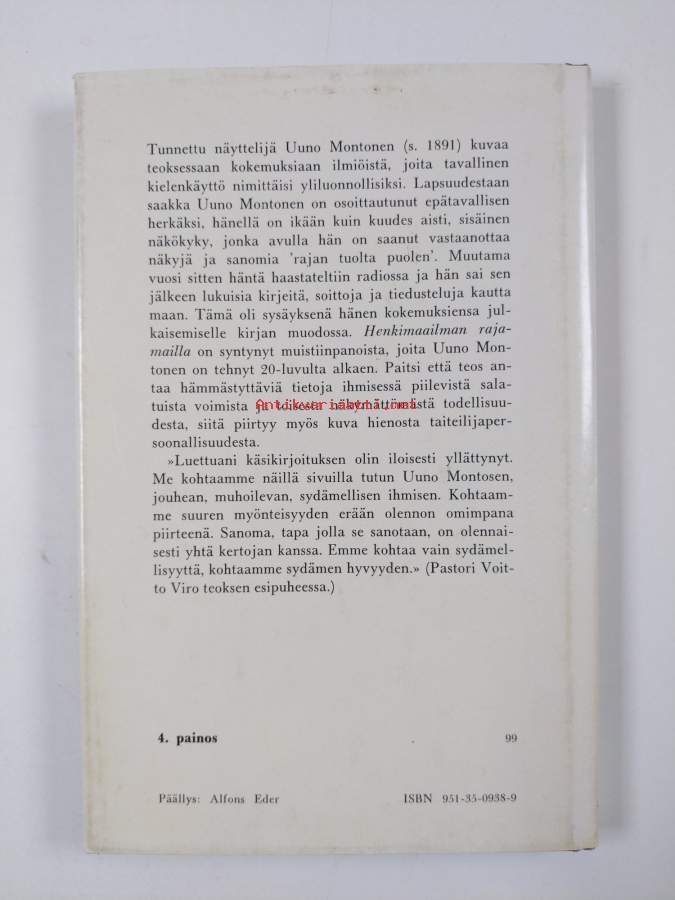 Tunnettu näyttelijä Uuno Montonen (s. 1891) kuvaa
teoksessaan kokemuksiaan ilmiöistä, joita tavallinen
kielenkäyttö nimittäisi yliluonnollisiksi. Lapsuudestaan
saakka Uuno Montonen on osoittautunut epätavallisen
herkäksi, hänellä on ikään kuin kuudes aisti, sisäinen
näkökyky, jonka avulla hän on saanut vastaanottaa
näkyjä ja sanomia 'rajan tuolta puolen'. Muutama
vuosi sitten häntä haastateltiin radiossa ja hän sai sen
jälkeen lukuisia kirjeitä, soittoja ja tiedusteluja kautta
maan. Tämä oli sysäyksenä hänen kokemuksiensa jul-
kaisemiselle kirjan muodossa. Henkimaailman raja-
mailla on syntynyt muistiinpanoista, joita Uuno Mon-
tonen on tehnyt 20-luvulta alkaen. Paitsi että teos an-
taa hämmästyttäviä tietoja ihmisessä piilevistä sala-
tuista voimista ja toisesta näkymättömästä todellisuu-
Antikvariaatti.com
desta, siitä piirtyy myös kuva hienosta taiteilijaper-
soonallisuudesta.
»Luettuani käsikirjoituksen olin iloisesti yllättynyt.
Me kohtaamme näillä sivuilla tutun Uuno Montosen,
jouhean, muhoilevan, sydämellisen ihmisen. Kohtaam-
me suuren myönteisyyden erään olennon omimpana
piirteenä. Sanoma, tapa jolla se sanotaan, on olennai-
sesti yhtä kertojan kanssa. Emme kohtaa vain sydämel-
lisyyttä, kohtaamme sydämen hyvyyden.» (Pastori Voit-
to Viro teoksen esipuheessa.)
4. painos 99
Päällys: Alfons Eder ISBN 951-35-0938-9